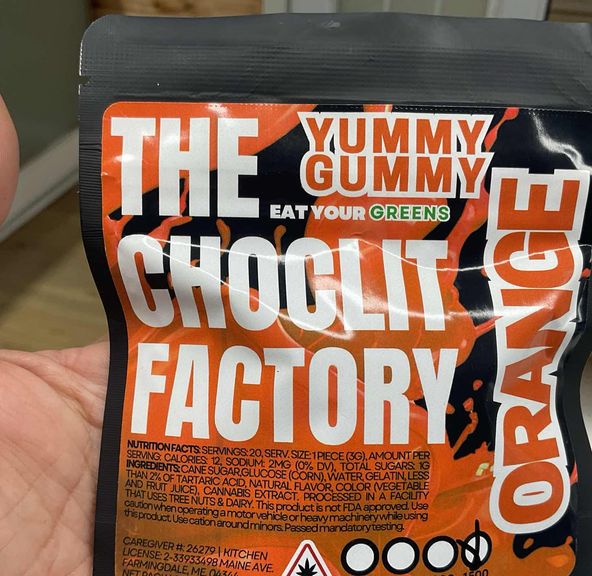 THE
YUMMY
GUMMY
EAT YOUR GREENS
CHOCLIT
FACTORY
ORANGE
NUTRITION FACTS: SERVINGS: 20, SERV. SIZE: 1 PIECE (3G), AMOUNT PER
SERVING: CALORIES: 12, SODIUM: 2MG (0% DV), TOTAL SUGARS: 1G
INGREDIENTS: CANE SUGAR, GLUCOSE (CORN), WATER, GELATIN, LESS
THAN 2% OF TARTARIC ACID, NATURAL FLAVOR, COLOR (VEGETABLE
AND FRUIT JUICE), CANNABIS EXTRACT. PROCESSED IN A FACILITY
THAT USES TREE NUTS & DAIRY. This product is not FDA approved. Use
caution when operating a motor vehicle or heavy machinery while using
this product. Use cation around minors. Passed mandatory testing.
CAREGIVER #: 26279 | KITCHEN
LICENSE: 2-33933498 MAINE AVE.
FARMINGDALE, ME, 04344
1500